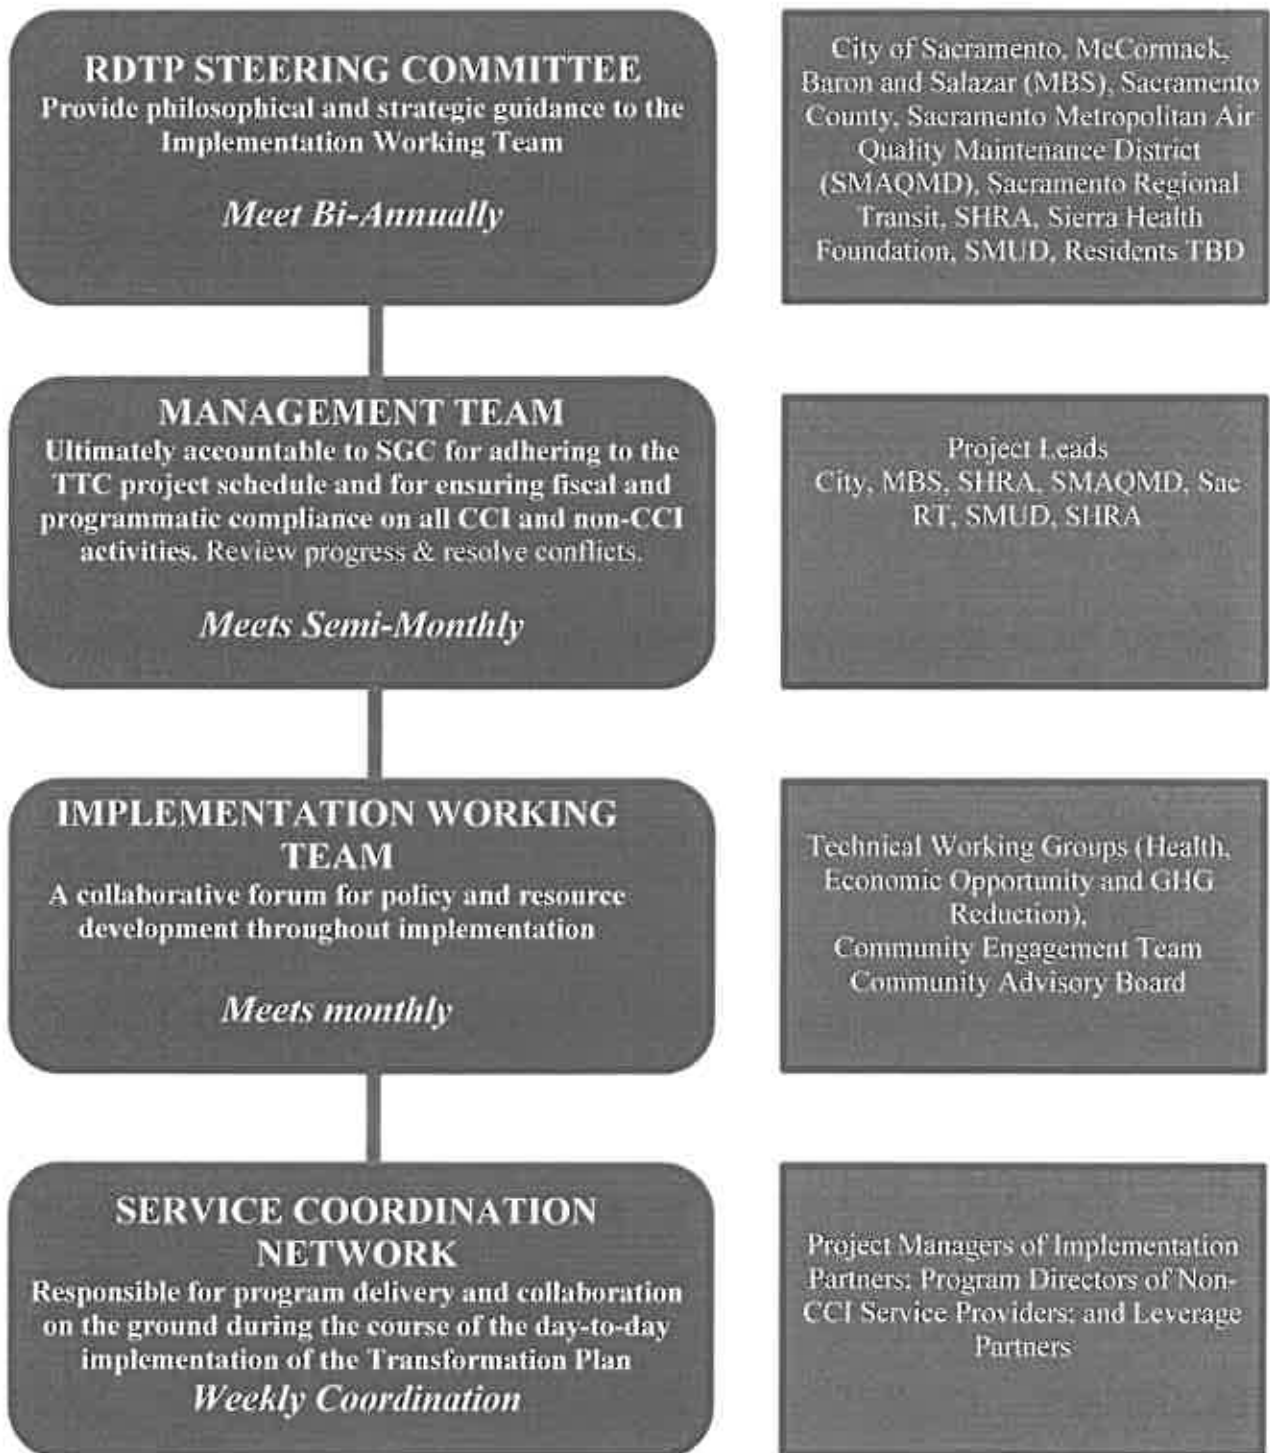 RDTP STEERING COMMITTEE
Provide philosophical and strategic guidance to the
Implementation Working Team
Meet Bi-Annually
City of Sacramento, McCormack,
Baron and Salazar (MBS), Sacramento
County, Sacramento Metropolitan Air
Quality Maintenance District
(SMAQMD), Sacramento Regional
Transit, SHRA, Sierra Health
Foundation, SMUD, Residents TBD
MANAGEMENT TEAM
Ultimately accountable to SGC for adhering to the
TTC project schedule and for ensuring fiscal and
programmatic compliance on all CCI and non-CCI
activities. Review progress & resolve conflicts.
Meets Semi-Monthly
Project Leads
City, MBS, SHRA, SMAQMD, Sac
RT, SMUD, SHRA
IMPLEMENTATION WORKING
TEAM
A collaborative forum for policy and resource
development throughout implementation
Meets monthly
Technical Working Groups (Health,
Economic Opportunity and GHG
Reduction),
Community Engagement Team
Community Advisory Board
SERVICE COORDINATION
NETWORK
Responsible for program delivery and collaboration
on the ground during the course of the day-to-day
implementation of the Transformation Plan
Weekly Coordination
Project Managers of Implementation
Partners; Program Directors of Non-
CCI Service Providers; and Leverage
Partners